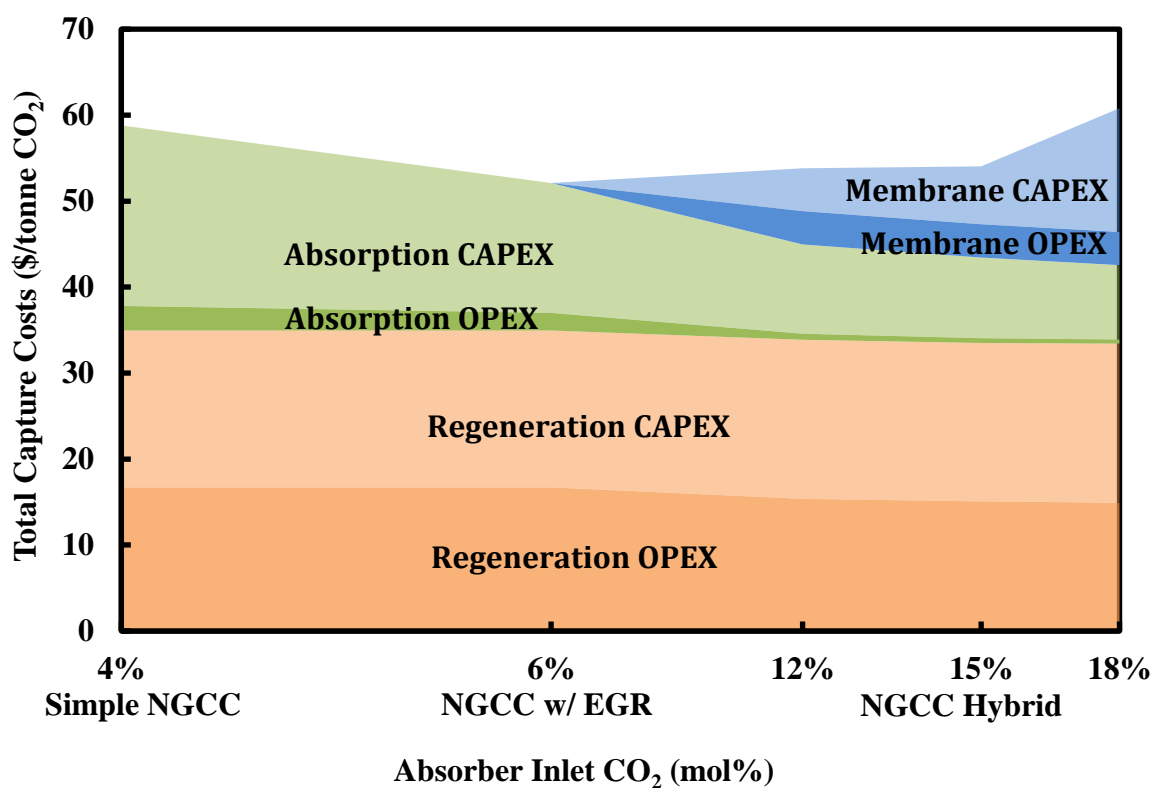 70
60
50
40
30
20
10
0
Total Capture Costs ($/tonne CO₂)
Membrane CAPEX
Membrane OPEX
Absorption CAPEX
Absorption OPEX
Regeneration CAPEX
Regeneration OPEX
4% 6% 12% 15% 18%
Simple NGCC NGCC w/ EGR NGCC Hybrid
Absorber Inlet CO₂ (mol%)